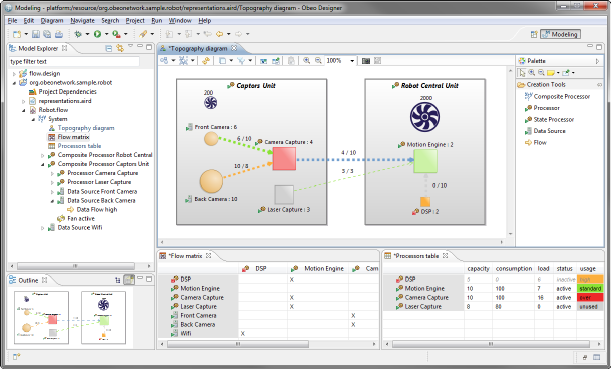 Modeling - platform:/resource/org.obeonetwork.sample.robot/representations.aird/Topography diagram - Obeo Designer
File Edit Diagram Navigate Search Project Run Window Help
100%
Modeling
Model Explorer
type filter text
flow.design
org.obeonetwork.sample.robot
Project Dependencies
representations.aird
Robot.flow
System
Topography diagram
Flow matrix
Processors table
Composite Processor Robot Central
Composite Processor Captors Unit
Processor Camera Capture
Processor Laser Capture
Data Source Front Camera
Data Source Back Camera
Data Flow high
Fan active
Data Source Wifi
Outline
*Topography diagram
100%
Captors Unit
200
Front Camera : 6
6 / 10
Camera Capture : 4
10 / 8
Back Camera : 10
Laser Capture : 3
4 / 10
3 / 3
Robot Central Unit
2000
Motion Engine : 2
0 / 10
DSP : 2
Palette
Creation Tools
Composite Processor
Processor
State Processor
Data Source
Flow
*Flow matrix
DSP Motion Engine Cam
DSP X
Motion Engine
Camera Capture X
Laser Capture X
Front Camera X
Back Camera X
Wifi X
*Processors table
capacity consumption load status usage
DSP 5 0 6 inactive high
Motion Engine 10 100 7 active standard
Camera Capture 10 100 16 active over
Laser Capture 8 80 0 active unused